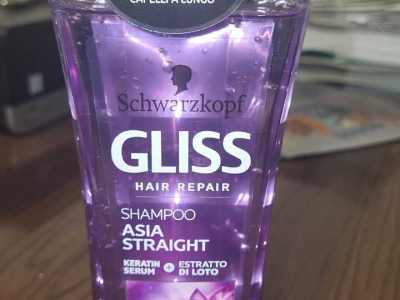 CAPELLI A LUNGO
Schwarzkopf
GLISS
HAIR REPAIR
SHAMPOO
ASIA
STRAIGHT
KERATIN + ESTRATTO
SERUM DI LOTO